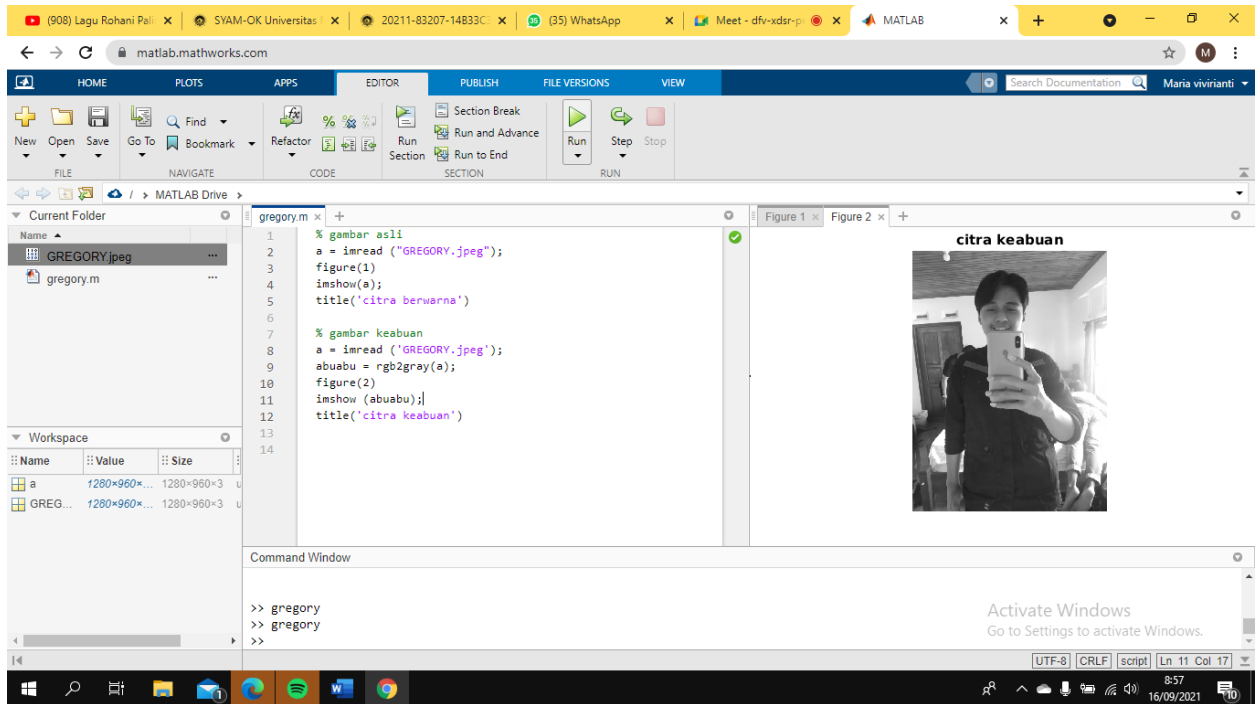 (908) Lagu Rohani Pali
SYAM-OK Universitas
20211-83207-14B33C
(35) WhatsApp
Meet - dfv-xdsr-p
MATLAB
matlab.mathworks.com
M
HOME PLOTS APPS EDITOR PUBLISH FILE VERSIONS VIEW
Search Documentation
Maria vivirianti
New Open Save
Go To
Find
Bookmark
Refactor
Run Section
Section Break
Run and Advance
Run to End
Run Step Stop
FILE NAVIGATE CODE SECTION RUN
/ > MATLAB Drive >
Current Folder
Name
GREGORY.jpeg
gregory.m
gregory.m
1 % gambar asli
2 a = imread ("GREGORY.jpeg");
3 figure(1)
4 imshow(a);
5 title('citra berwarna')
6
7 % gambar keabuan
8 a = imread ('GREGORY.jpeg');
9 abuabu = rgb2gray(a);
10 figure(2)
11 imshow (abuabu);
12 title('citra keabuan')
13
14
Figure 1 Figure 2
citra keabuan
Workspace
Name Value Size
a 1280×960×... 1280×960×3 u
GREG... 1280×960×... 1280×960×3 u
Command Window
>> gregory
>> gregory
>>
Activate Windows
Go to Settings to activate Windows.
UTF-8 CRLF script Ln 11 Col 17
1
W
8:57
16/09/2021
10